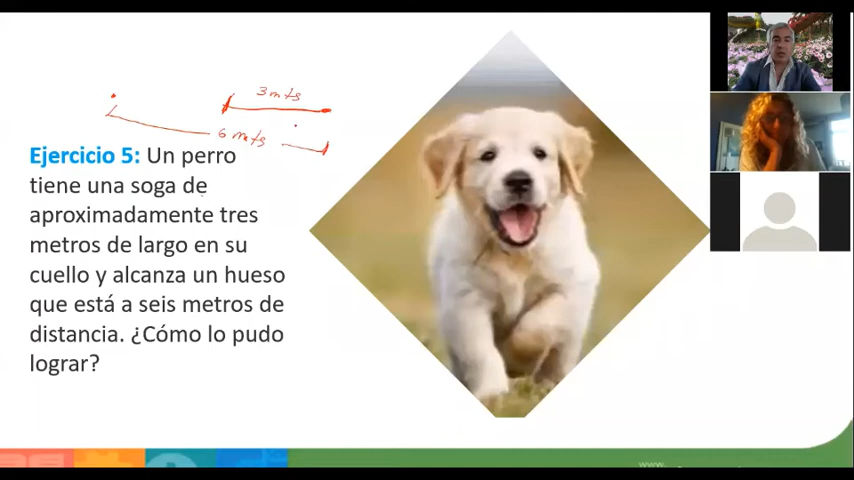 3 mts
6 mts
Ejercicio 5: Un perro
tiene una soga de
aproximadamente tres
metros de largo en su
cuello y alcanza un hueso
que está a seis metros de
distancia. ¿Cómo lo pudo
lograr?